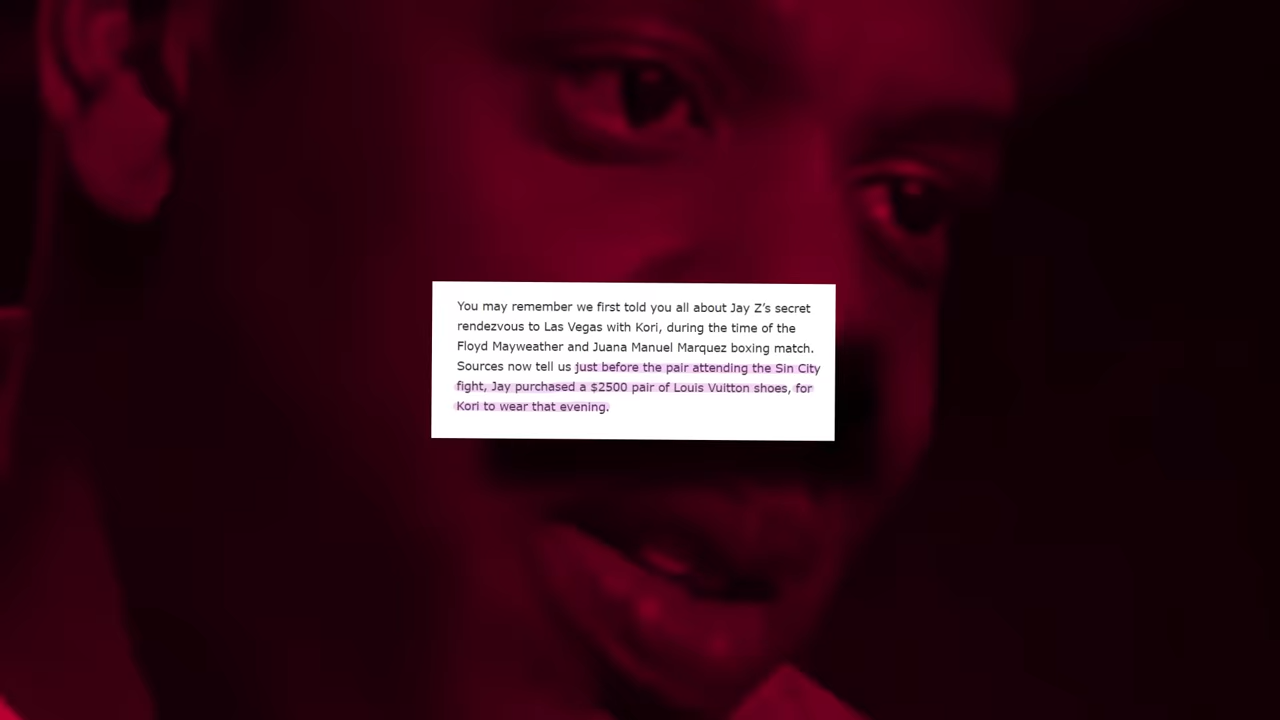 You may remember we first told you all about Jay Z’s secret
rendezvous to Las Vegas with Kori, during the time of the
Floyd Mayweather and Juana Manuel Marquez boxing match.
Sources now tell us just before the pair attending the Sin City
fight, Jay purchased a $2500 pair of Louis Vuitton shoes, for
Kori to wear that evening.